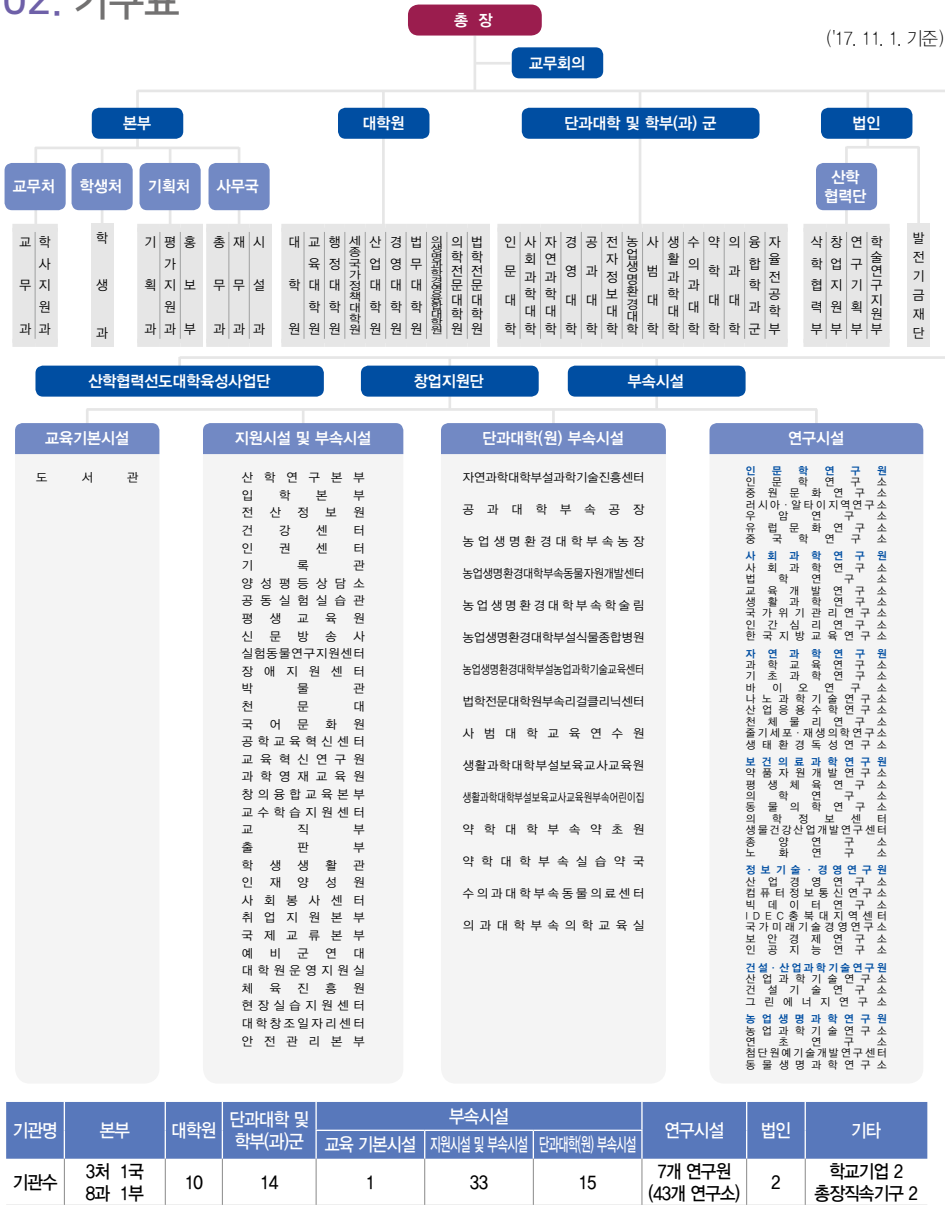 02. 기구표
총 장
('17. 11. 1. 기준)
교무회의
본부
대학원
단과대학 및 학부(과) 군
법인
교무처
학생처
기획처
사무국
산학
협력단
교무과
학사지원과
학생과
기획과
평가지원과
홍보부
총무과
재무과
시설과
대학원
교육대학원
행정대학원
세종국가정책대학원
산업대학원
경영대학원
법무대학원
의생명과학경영융합대학원
의학전문대학원
법학전문대학원
인문대학
사회과학대학
자연과학대학
경영대학
공과대학
전자정보대학
농업생명환경대학
사범대학
생활과학대학
수의과대학
약학대학
의과대학
융합학과군
자율전공학부
삭학협력부
창업지원부
연구기획부
학술연구지원부
발전기금재단
산학협력선도대학육성사업단
창업지원단
부속시설
교육기본시설
도 서 관
지원시설 및 부속시설
산 학 연 구 본 부
입 학 본 부
전 산 정 보 원
건 강 센 터
인 권 센 터
기 록 관
양 성 평 등 상 담 소
공 동 실 험 실 습 관
평 생 교 육 원
신 문 방 송 사
실험동물연구지원센터
장 애 지 원 센 터
박 물 관
천 문 대
국 어 문 화 원
공 학 교 육 혁 신 센 터
교 육 혁 신 연 구 원
과 학 영 재 교 육 원
창 의 융 합 교 육 본 부
교 수 학 습 지 원 센 터
교 직 부
출 판 부
학 생 생 활 관
인 재 양 성 원
사 회 봉 사 센 터
취 업 지 원 본 부
국 제 교 류 본 부
예 비 군 연 대
대 학 원 운 영 지 원 실
체 육 진 흥 원
현 장 실 습 지 원 센 터
대학창조일자리센터
안 전 관 리 본 부
단과대학(원) 부속시설
자연과학대학부설과학기술진흥센터
공 과 대 학 부 속 공 장
농 업 생 명 환 경 대 학 부 속 농 장
농업생명환경대학부속동물자원개발센터
농 업 생 명 환 경 대 학 부 속 학 술 림
농업생명환경대학부설식물종합병원
농업생명환경대학부설농업과학기술교육센터
법학전문대학원부속리걸클리닉센터
사 범 대 학 교 육 연 수 원
생활과학대학부설보육교사교육원
생활과학대학부설보육교사교육원부속어린이집
약 학 대 학 부 속 약 초 원
약 학 대 학 부 속 실 습 약 국
수 의 과 대 학 부 속 동 물 의 료 센 터
의 과 대 학 부 속 의 학 교 육 실
연구시설
인 문 학 연 구 원
인 문 학 연 구 소
중 원 문 화 연 구 소
러시아·알타이지역연구소
우 암 연 구 소
유 럽 문 화 연 구 소
중 국 학 연 구 소
사 회 과 학 연 구 원
사 회 과 학 연 구 소
법 학 연 구 소
교 육 개 발 연 구 소
생 활 과 학 연 구 소
국 가 위 기 관 리 연 구 소
인 간 심 리 연 구 소
한 국 지 방 교 육 연 구 소
자 연 과 학 연 구 원
과 학 교 육 연 구 소
기 초 과 학 연 구 소
바 이 오 연 구 소
나 노 과 학 기 술 연 구 소
산 업 응 용 수 학 연 구 소
천 체 물 리 연 구 소
줄기세포·재생의학연구소
생 태 환 경 독 성 연 구 소
보 건 의 료 과 학 연 구 원
약 품 자 원 개 발 연 구 소
평 생 체 육 연 구 소
의 학 연 구 소
동 물 의 학 연 구 소
의 학 정 보 센 터
생물건강산업개발연구센터
종 양 연 구 소
노 화 연 구 소
정 보 기 술 · 경 영 연 구 원
산 업 경 영 연 구 소
컴 퓨 터 정 보 통 신 연 구 소
빅 데 이 터 연 구 소
I D E C 충 북 대 지 역 센 터
국가미래기술경영연구소
보 안 경 제 연 구 소
인 공 지 능 연 구 소
건설·산업과학기술연구원
산 업 과 학 기 술 연 구 소
건 설 기 술 연 구 소
그 린 에 너 지 연 구 소
농 업 생 명 과 학 연 구 원
농 업 과 학 기 술 연 구 소
연 초 연 구 소
첨단원예기술개발연구센터
동 물 생 명 과 학 연 구 소
기관명 본부 대학원 단과대학 및 학부(과)군 부속시설 연구시설 법인 기타
교육 기본시설 지원시설 및 부속시설 단과대학(원) 부속시설
기관수 3처 1국 8과 1부 10 14 1 33 15 7개 연구원 (43개 연구소) 2 학교기업 2 총장직속기구 2